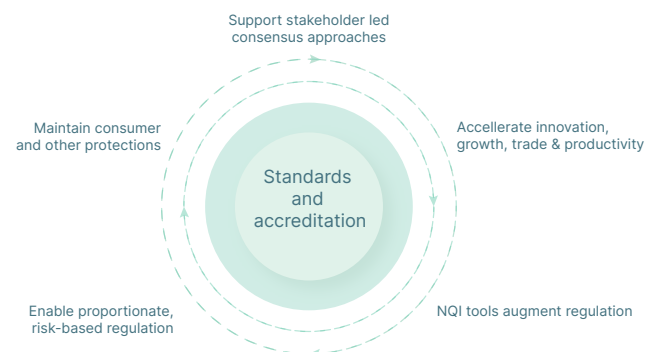 Support stakeholder led
consensus approaches
Maintain consumer
and other protections
Accellerate innovation,
growth, trade & productivity
Standards
and
accreditation
Enable proportionate,
risk-based regulation
NQI tools augment regulation